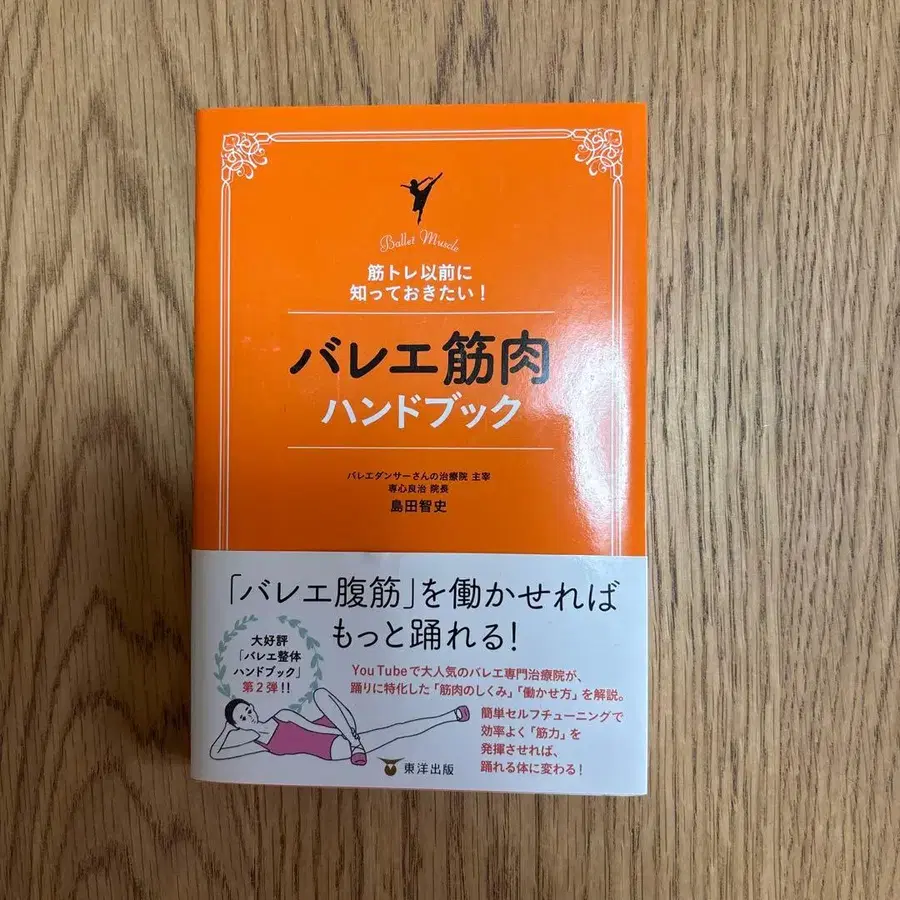 Ballet Muscle
筋トレ以前に
知っておきたい!
バレエ筋肉
ハンドブック
バレエダンサーさんの治療院 主宰
専心良治 院長
島田智史
「バレエ腹筋」を働かせれば
もっと踊れる!
大好評
「バレエ整体
ハンドブック」
第2弾!!
YouTubeで大人気のバレエ専門治療院が、
踊りに特化した「筋肉のしくみ」「働かせ方」を解説。
簡単セルフチューニングで
効率よく「筋力」を
発揮させれば、
踊れる体に変わる!
東洋出版